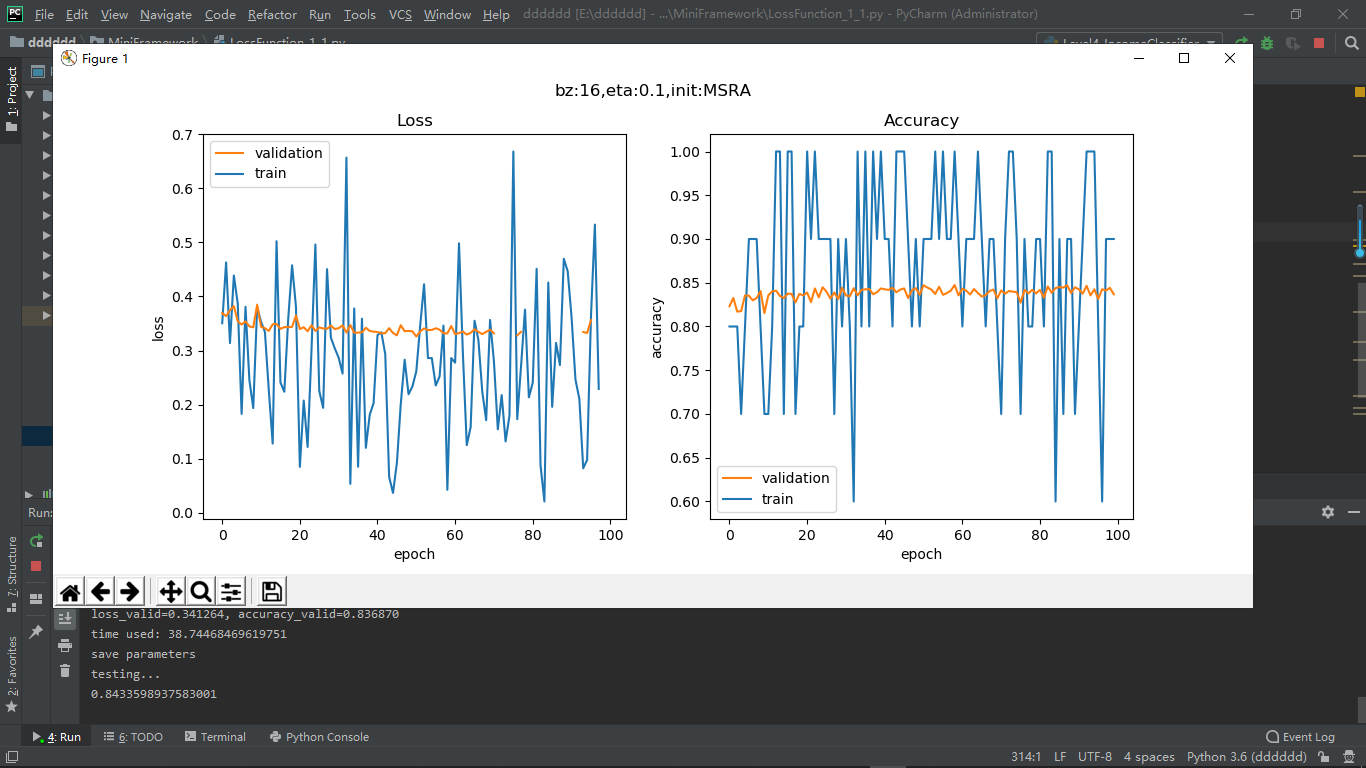 File Edit View Navigate Code Refactor Run Tools VCS Window Help dddddd [E:\dddddd] - ...\MiniFramework\LossFunction_1_1.py - PyCharm (Administrator)
dddddd MiniFramework LossFunction_1_1.py Level4_IncomeClassifier
1: Project
Figure 1
bz:16,eta:0.1,init:MSRA
Loss
validation
train
0.7
0.6
0.5
0.4
0.3
0.2
0.1
0.0
loss
0 20 40 60 80 100
epoch
Accuracy
1.00
0.95
0.90
0.85
0.80
0.75
0.70
0.65
0.60
accuracy
validation
train
0 20 40 60 80 100
epoch
Run:
loss_valid=0.341264, accuracy_valid=0.836870
time used: 38.74468469619751
save parameters
testing...
0.8433598937583001
7: Structure
2: Favorites
4: Run 6: TODO Terminal Python Console Event Log
314:1 LF UTF-8 4 spaces Python 3.6 (dddddd)